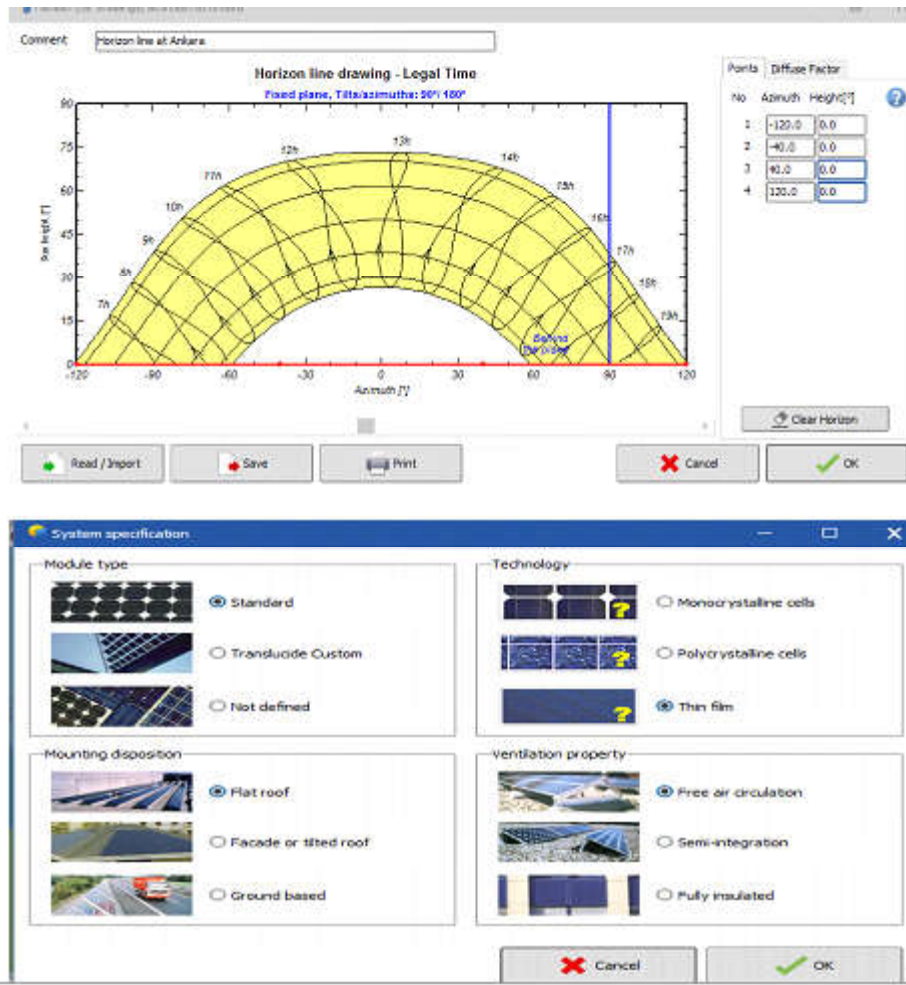 Comment Horizon line at Ankara
Horizon line drawing - Legal Time
Fixed plane, Tilts/azimuths: 90°/ 180°
Points Diffuse Factor
No Azimuth Height[°]
1 -120.0 0.0
2 -40.0 0.0
3 40.0 0.0
4 120.0 0.0
90
75
60
45
30
15
0
Sun height, [°]
7h
8h
9h
10h
11h
12h
13h
14h
15h
16h
17h
18h
19h
Behind
the plane
-120 -90 -60 -30 0 30 60 90 120
Azimuth [°]
Clear Horizon
Read / Import Save Print Cancel OK
System specification
Module type
Standard
Translucide Custom
Not defined
Technology
Monocrystalline cells
Polycrystalline cells
Thin film
Mounting disposition
Flat roof
Facade or tilted roof
Ground based
Ventilation property
Free air circulation
Semi-integration
Fully insulated
Cancel OK